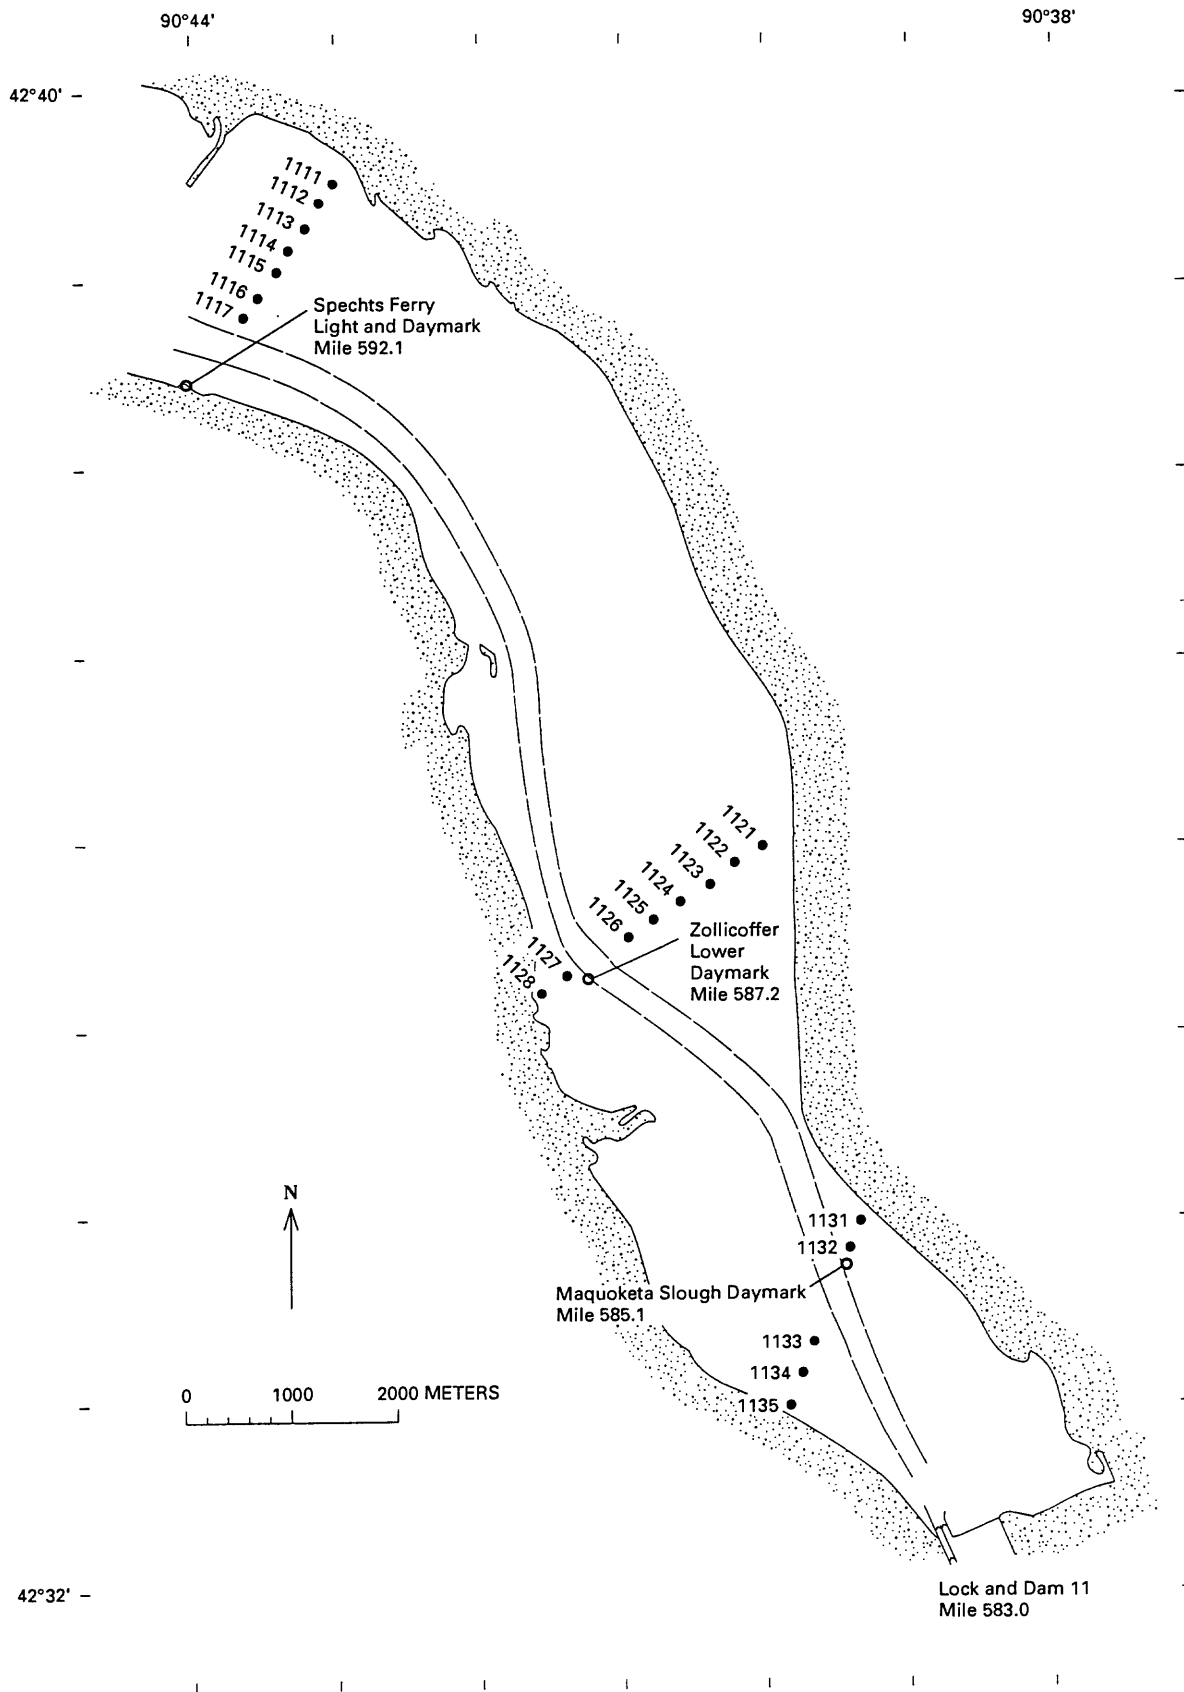 90°44'
90°38'
42°40'
1111
1112
1113
1114
1115
1116
1117
Spechts Ferry
Light and Daymark
Mile 592.1
1121
1122
1123
1124
1125
1126
1127
1128
Zollicoffer
Lower
Daymark
Mile 587.2
N
1131
1132
Maquoketa Slough Daymark
Mile 585.1
1133
1134
1135
0 1000 2000 METERS
42°32'
Lock and Dam 11
Mile 583.0